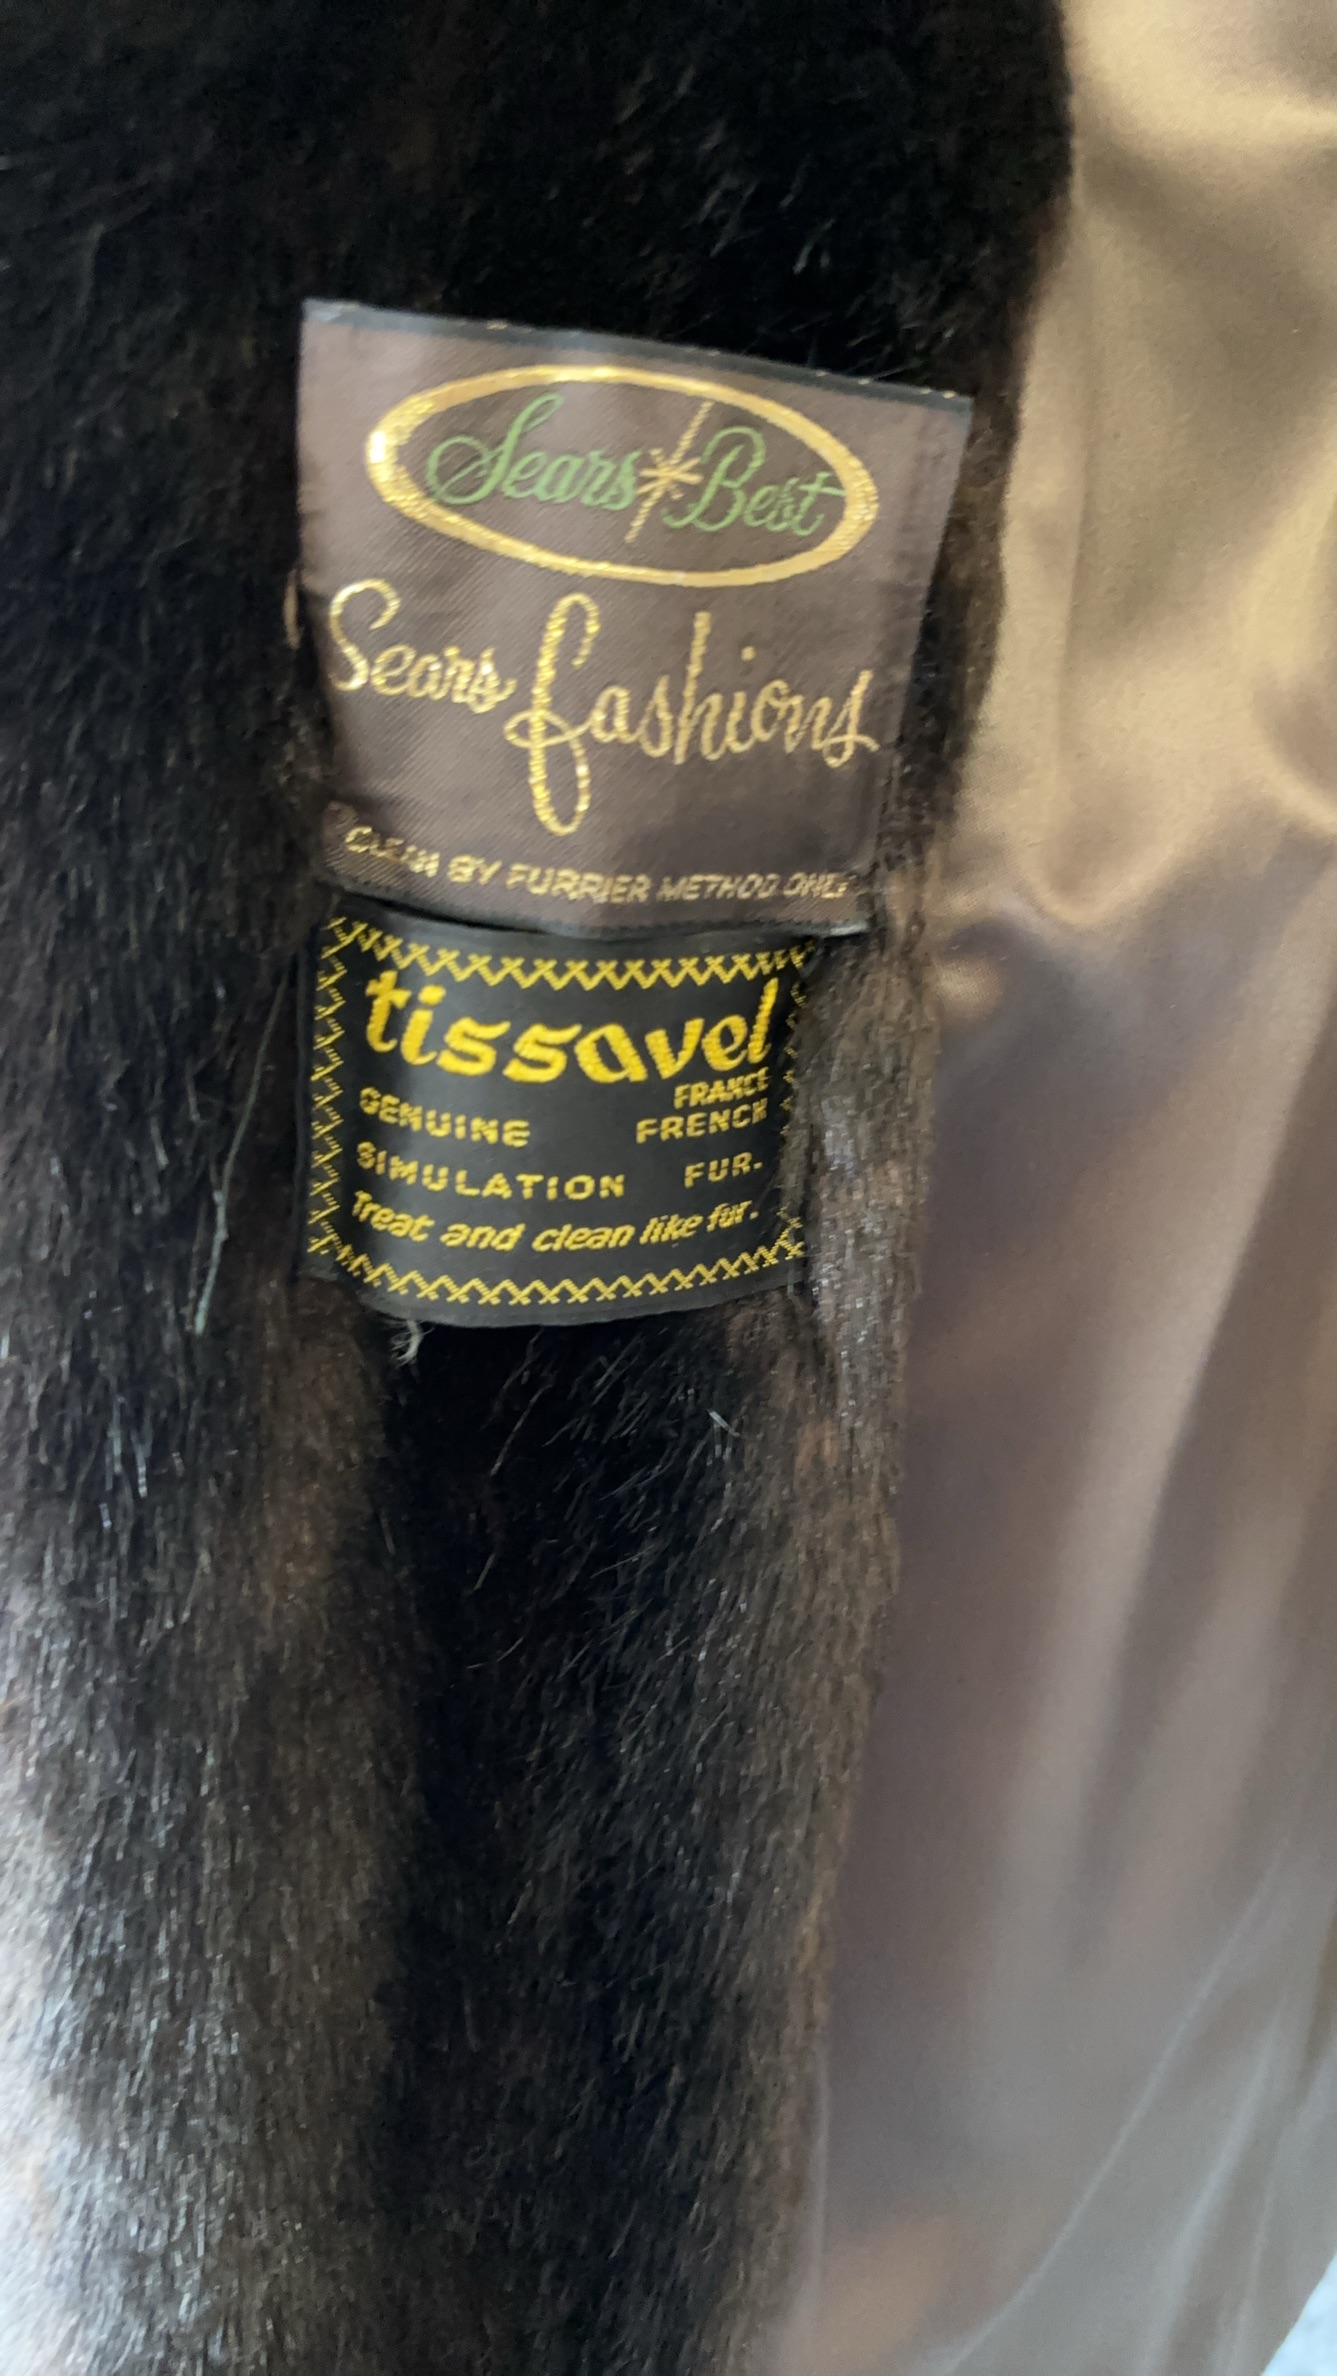 Sears Best
Sears fashions
CLEAN BY FURRIER METHOD ONLY
tissavel
FRANCE
GENUINE FRENCH
SIMULATION FUR.
Treat and clean like fur.